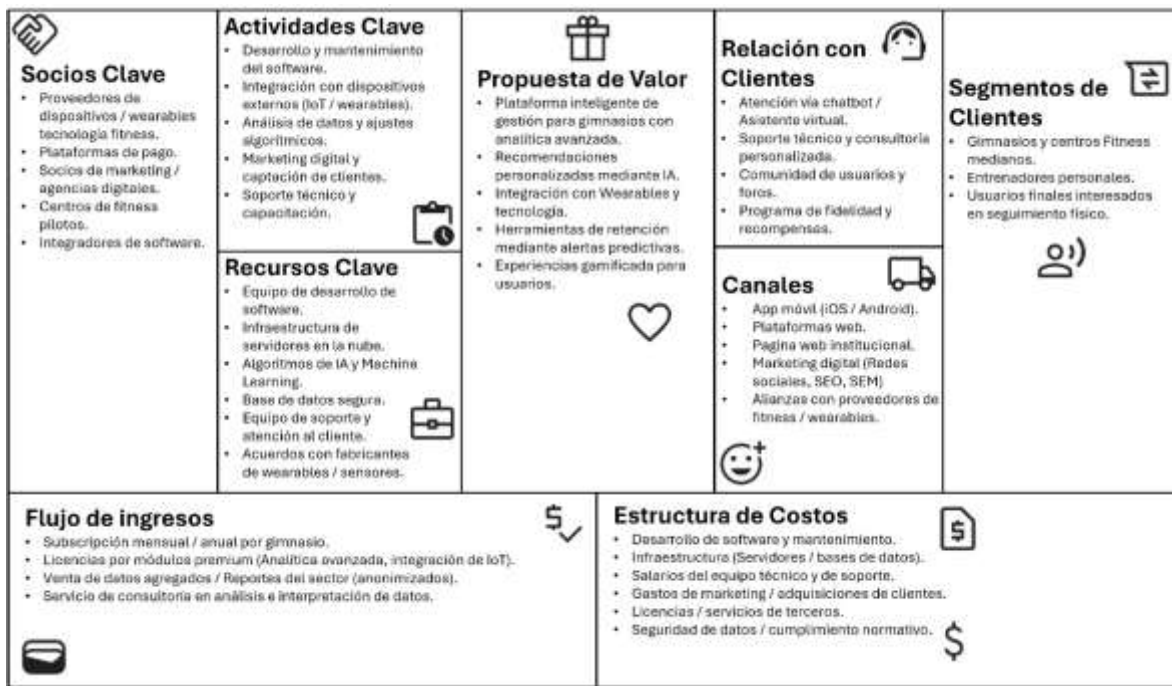 Socios Clave
• Proveedores de
dispositivos / wearables
tecnología fitness.
• Plataformas de pago.
• Socios de marketing /
agencias digitales.
• Centros de fitness
pilotos.
• Integradores de software.
Actividades Clave
• Desarrollo y mantenimiento
del software.
• Integración con dispositivos
externos (IoT / wearables).
• Análisis de datos y ajustes
algorítmicos.
• Marketing digital y
captación de clientes.
• Soporte técnico y
capacitación.
Recursos Clave
• Equipo de desarrollo de
software.
• Infraestructura de
servidores en la nube.
• Algoritmos de IA y Machine
Learning.
• Base de datos segura.
• Equipo de soporte y
atención al cliente.
• Acuerdos con fabricantes
de wearables / sensores.
Propuesta de Valor
• Plataforma inteligente de
gestión para gimnasios con
analítica avanzada.
• Recomendaciones
personalizadas mediante IA.
• Integración con Wearables y
tecnología.
• Herramientas de retención
mediante alertas predictivas.
• Experiencias gamificada para
usuarios.
Relación con
Clientes
• Atención vía chatbot /
Asistente virtual.
• Soporte técnico y consultoría
personalizada.
• Comunidad de usuarios y
foros.
• Programa de fidelidad y
recompensas.
Canales
• App móvil (iOS / Android).
• Plataformas web.
• Pagina web institucional.
• Marketing digital (Redes
sociales, SEO, SEM)
• Alianzas con proveedores de
fitness / wearables.
Segmentos de
Clientes
• Gimnasios y centros Fitness
medianos.
• Entrenadores personales.
• Usuarios finales interesados
en seguimiento físico.
Flujo de ingresos
• Subscripción mensual / anual por gimnasio.
• Licencias por módulos premium (Analítica avanzada, integración de IoT).
• Venta de datos agregados / Reportes del sector (anonimizados).
• Servicio de consultoría en análisis e interpretación de datos.
Estructura de Costos
• Desarrollo de software y mantenimiento.
• Infraestructura (Servidores / bases de datos).
• Salarios del equipo técnico y de soporte.
• Gastos de marketing / adquisiciones de clientes.
• Licencias / servicios de terceros.
• Seguridad de datos / cumplimiento normativo.